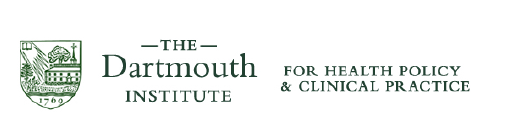 —THE—
Dartmouth
INSTITUTE
FOR HEALTH POLICY
& CLINICAL PRACTICE
1769